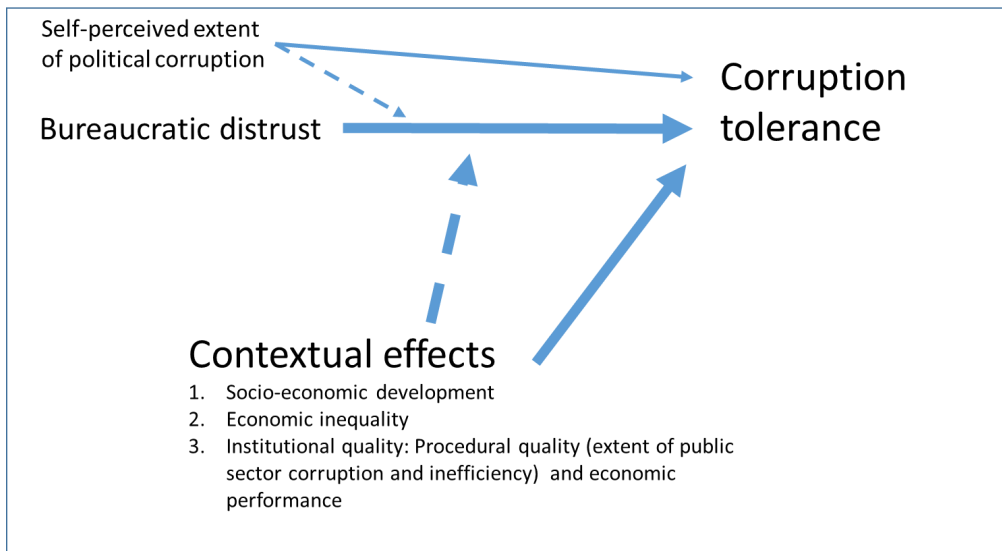 Self-perceived extent
of political corruption
Corruption
tolerance
Bureaucratic distrust
Contextual effects
1. Socio-economic development
2. Economic inequality
3. Institutional quality: Procedural quality (extent of public
sector corruption and inefficiency) and economic
performance